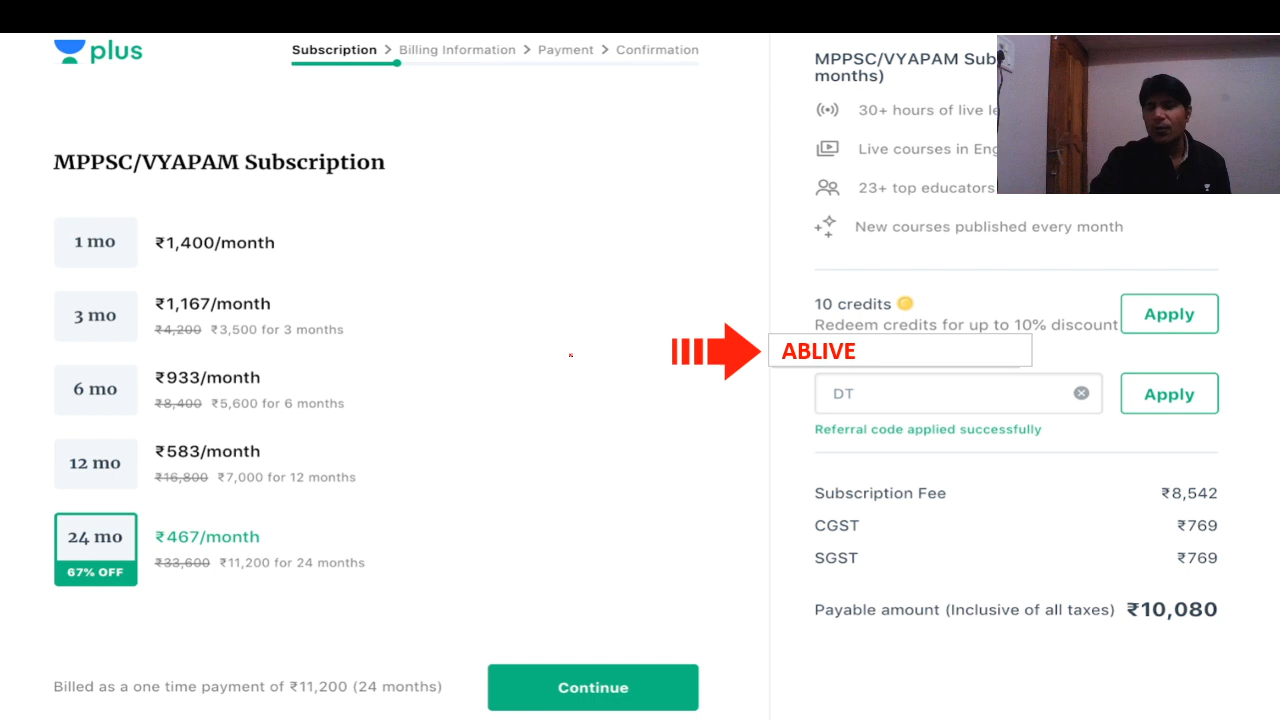 plus
Subscription > Billing Information > Payment > Confirmation
MPPSC/VYAPAM Subscription
1 mo ₹1,400/month
3 mo ₹1,167/month
₹4,200 ₹3,500 for 3 months
6 mo ₹933/month
₹8,400 ₹5,600 for 6 months
12 mo ₹583/month
₹16,800 ₹7,000 for 12 months
24 mo ₹467/month
67% OFF ₹33,600 ₹11,200 for 24 months
Billed as a one time payment of ₹11,200 (24 months) Continue
MPPSC/VYAPAM
months)
30+ hours of live
Live courses in
23+ top educators
New courses published every month
10 credits
Redeem credits for up to 10% discount Apply
ABLIVE
DT Apply
Referral code applied successfully
Subscription Fee ₹8,542
CGST ₹769
SGST ₹769
Payable amount (Inclusive of all taxes) ₹10,080